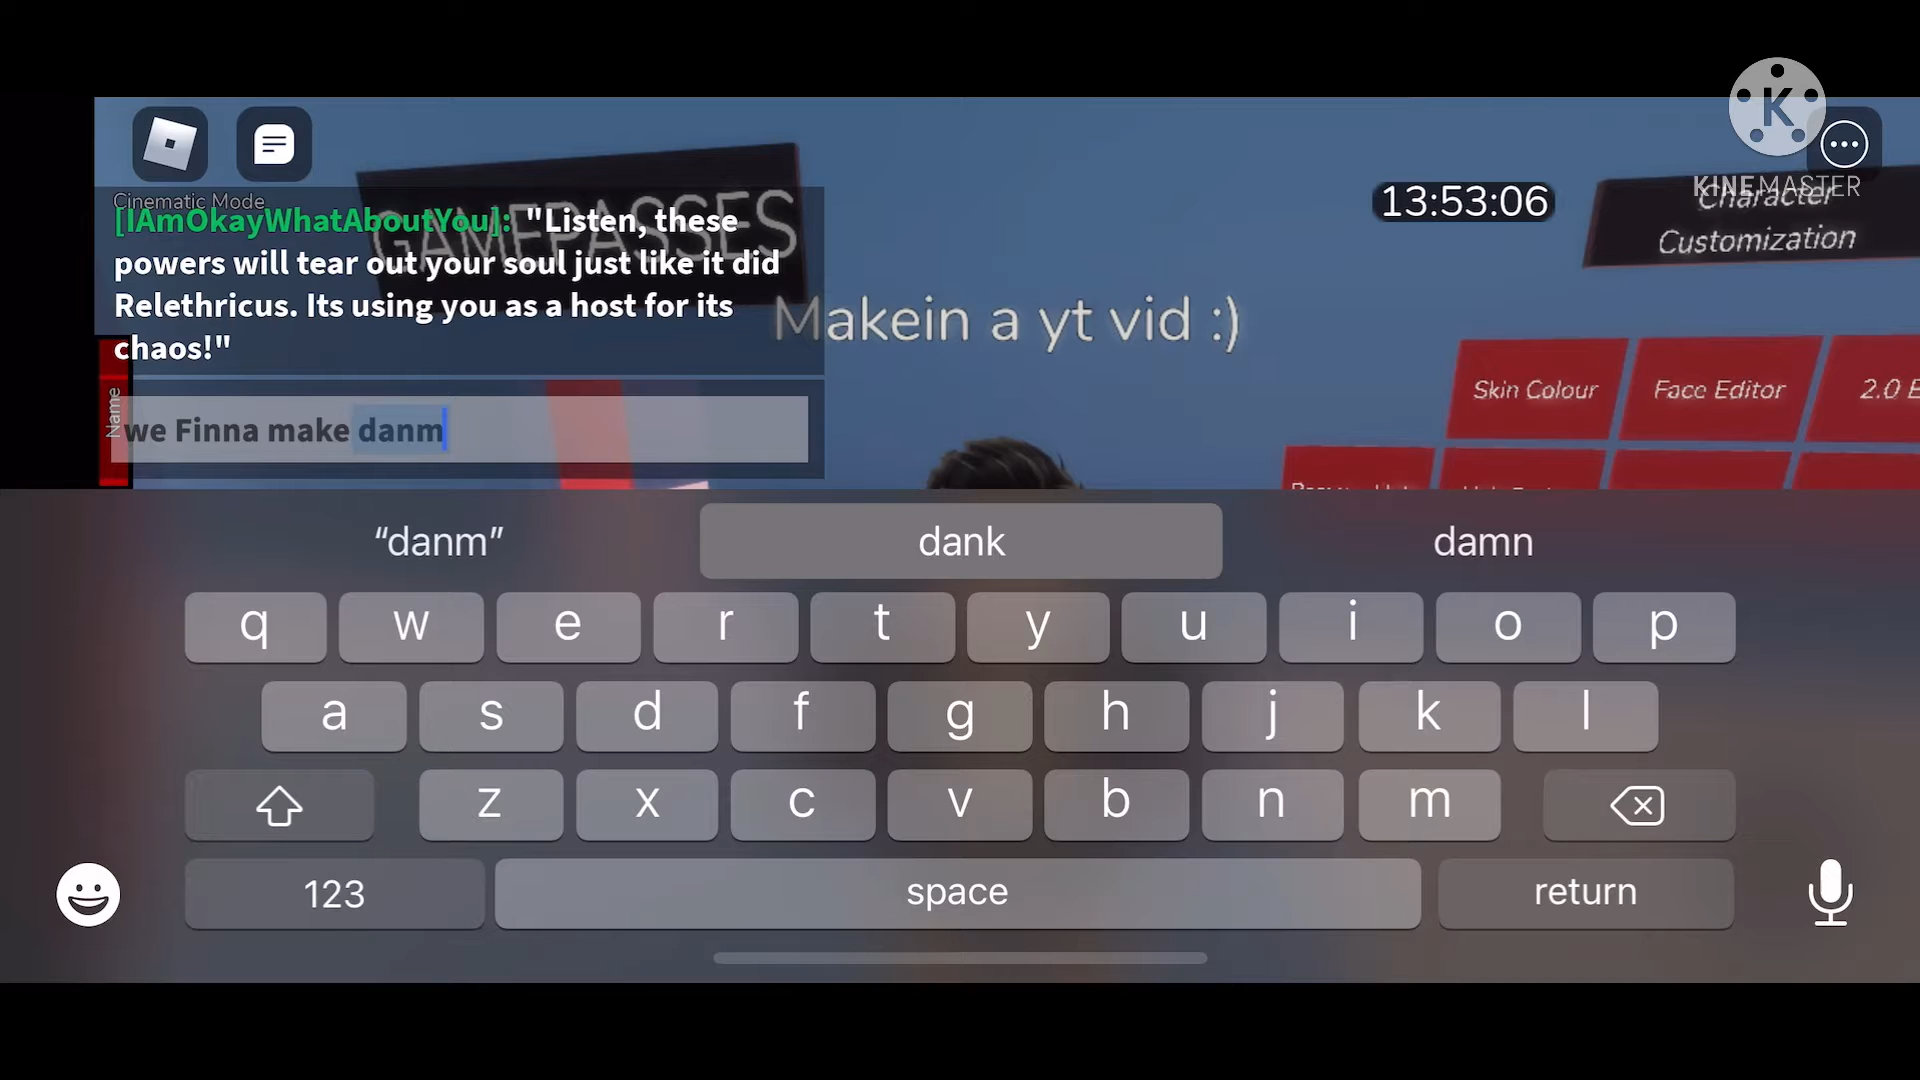 Cinematic Mode
[IAmOkayWhatAboutYou]: "Listen, these
powers will tear out your soul just like it did
Relethricus. Its using you as a host for its
chaos!"
GAMEPASSES
13:53:06
K
KINEMASTER
Character
Customization
Makein a yt vid :)
Skin Colour
Face Editor
2.0
Name
we Finna make danm
“danm”
dank
damn
q w e r t y u i o p
a s d f g h j k l
z x c v b n m
123
space
return